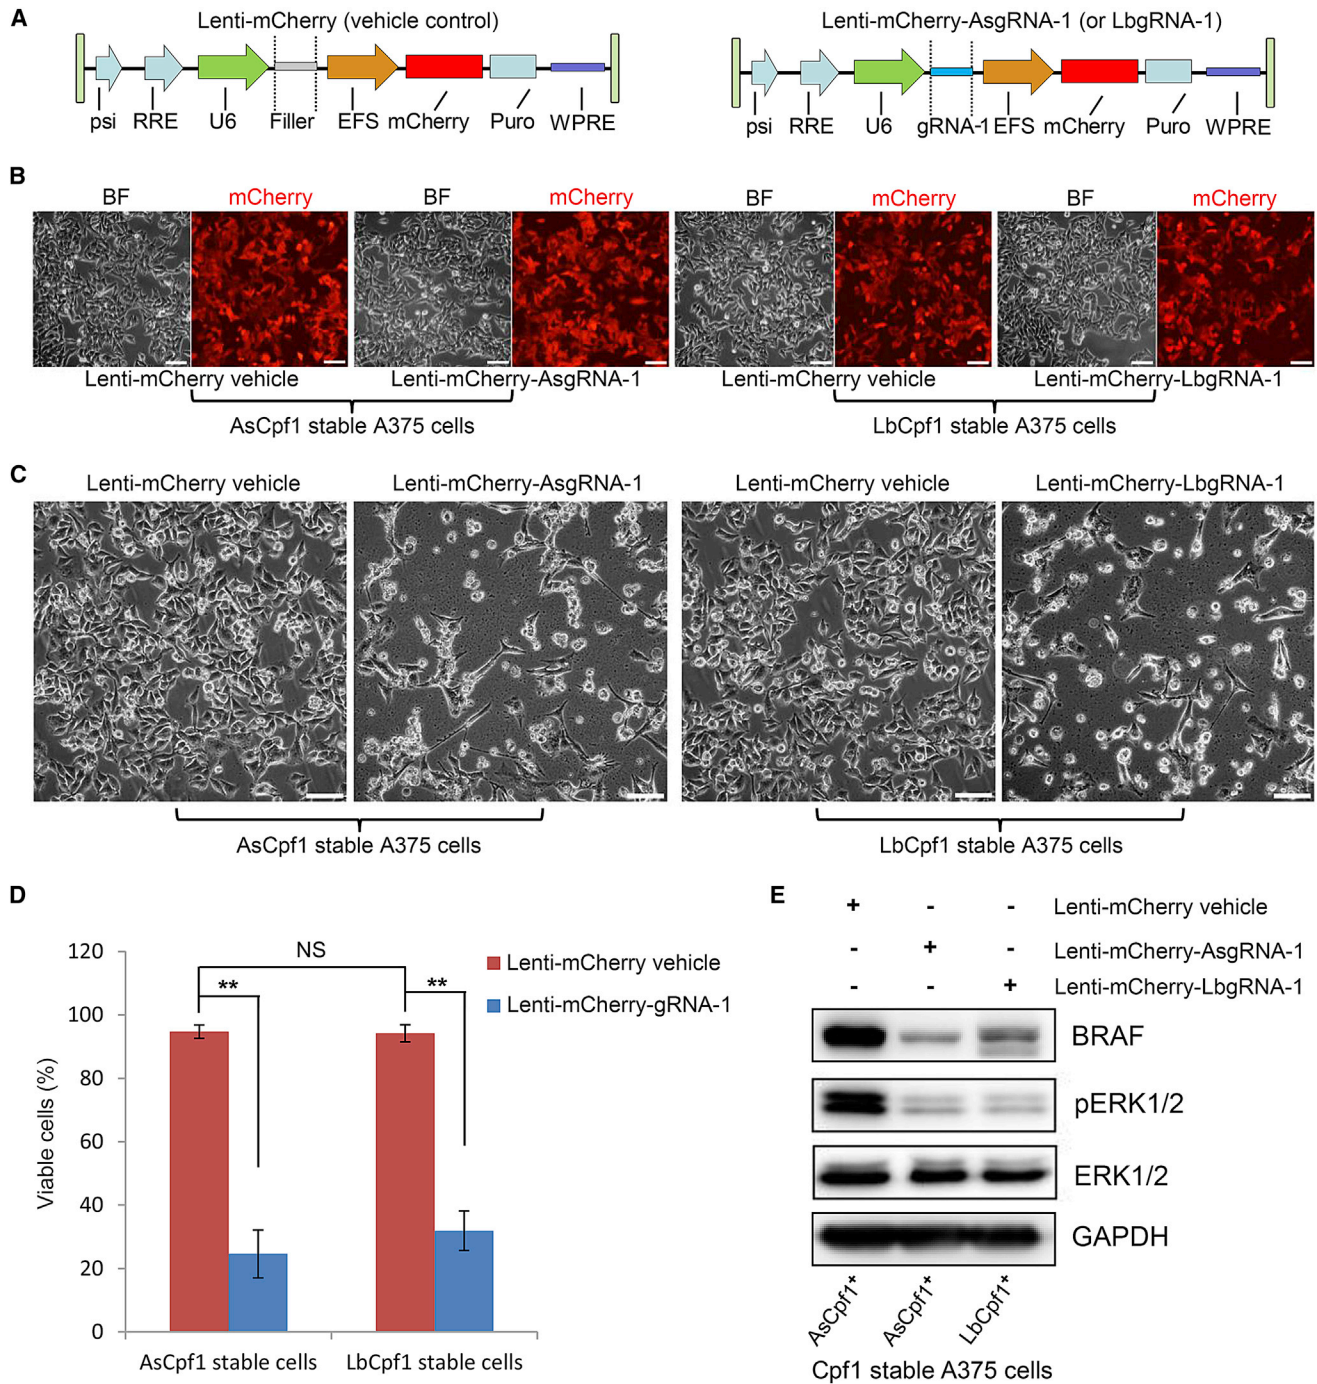 A
Lenti-mCherry (vehicle control)
Lenti-mCherry-AsgRNA-1 (or LbgRNA-1)
psi RRE U6 Filler EFS mCherry Puro WPRE
psi RRE U6 gRNA-1 EFS mCherry Puro WPRE
B
BF mCherry BF mCherry BF mCherry BF mCherry
Lenti-mCherry vehicle Lenti-mCherry-AsgRNA-1 Lenti-mCherry vehicle Lenti-mCherry-LbgRNA-1
AsCpf1 stable A375 cells LbCpf1 stable A375 cells
C
Lenti-mCherry vehicle Lenti-mCherry-AsgRNA-1 Lenti-mCherry vehicle Lenti-mCherry-LbgRNA-1
AsCpf1 stable A375 cells LbCpf1 stable A375 cells
D
Viable cells (%)
120
100
80
60
40
20
0
NS
**
**
Lenti-mCherry vehicle
Lenti-mCherry-gRNA-1
AsCpf1 stable cells LbCpf1 stable cells
E
+ - - Lenti-mCherry vehicle
- + - Lenti-mCherry-AsgRNA-1
- - + Lenti-mCherry-LbgRNA-1
BRAF
pERK1/2
ERK1/2
GAPDH
AsCpf1+ AsCpf1+ LbCpf1+
Cpf1 stable A375 cells